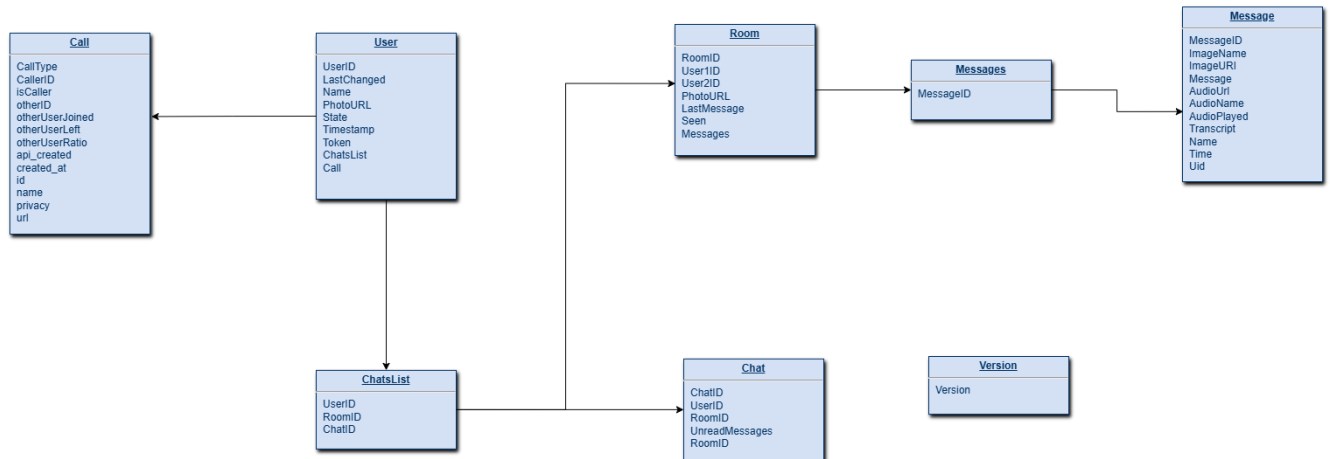 Call
CallType
CallerID
isCaller
otherID
otherUserJoined
otherUserLeft
otherUserRatio
api_created
created_at
id
name
privacy
url
User
UserID
LastChanged
Name
PhotoURL
State
Timestamp
Token
ChatsList
Call
Room
RoomID
User1ID
User2ID
PhotoURL
LastMessage
Seen
Messages
Messages
MessageID
Message
MessageID
ImageName
ImageURl
Message
AudioUrl
AudioName
AudioPlayed
Transcript
Name
Time
Uid
ChatsList
UserID
RoomID
ChatID
Chat
ChatID
UserID
RoomID
UnreadMessages
RoomID
Version
Version